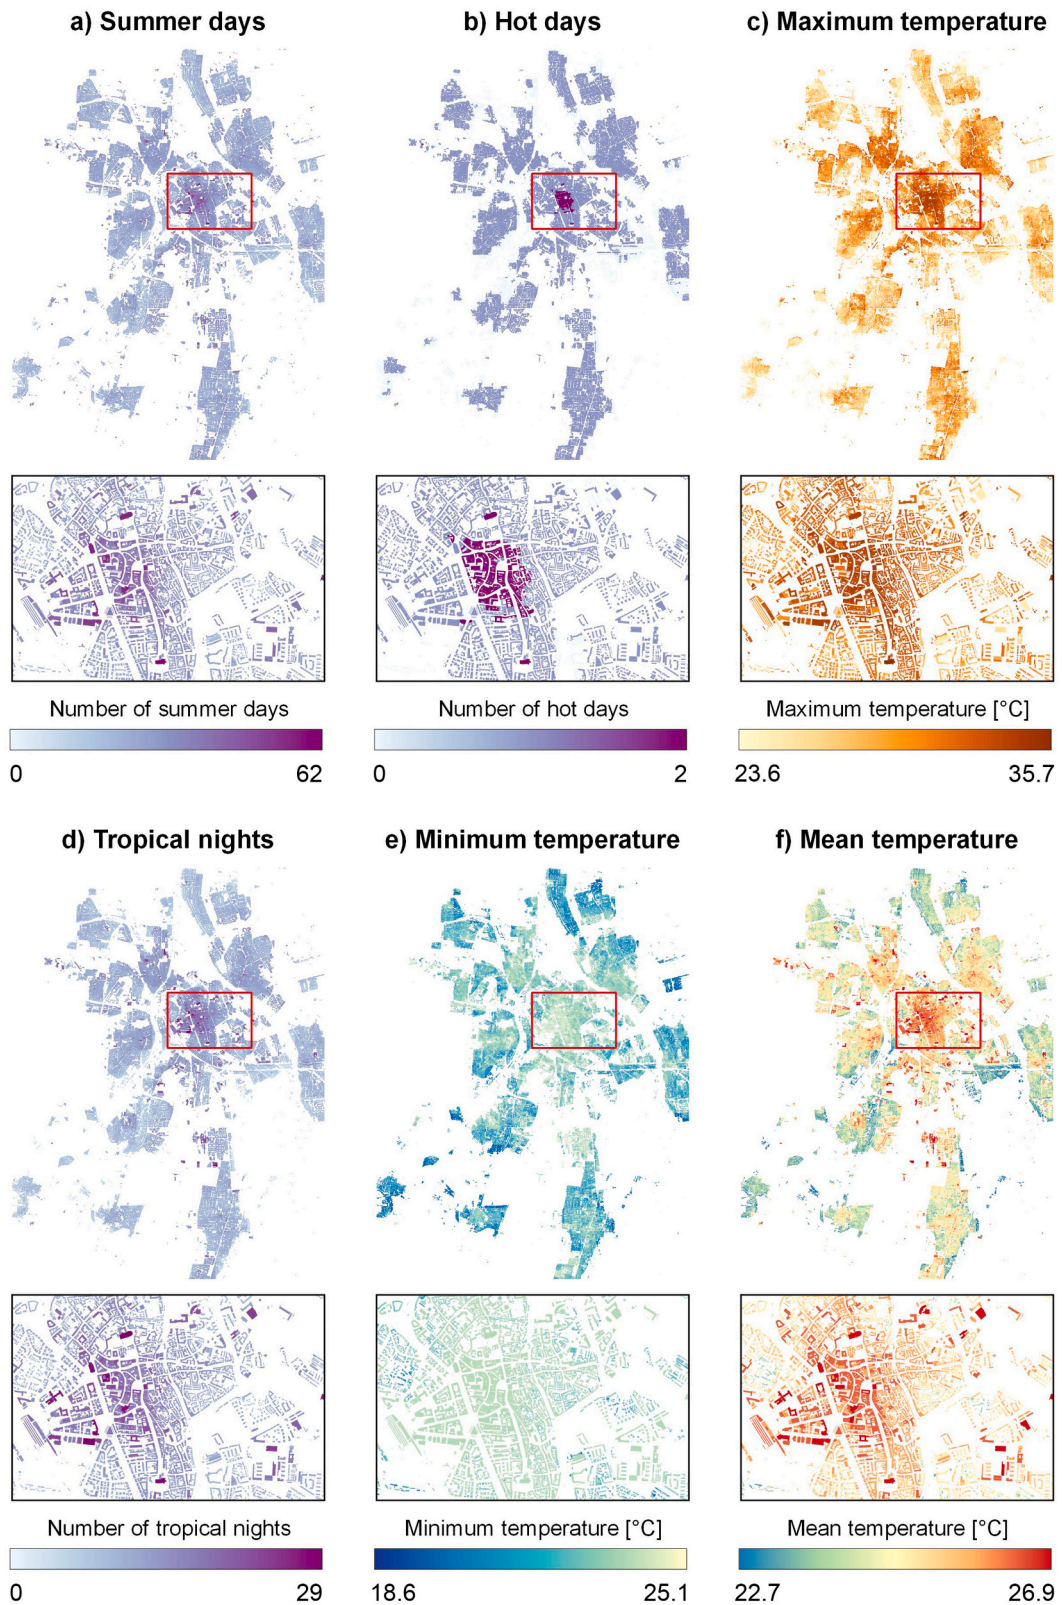 a) Summer days
b) Hot days
c) Maximum temperature
Number of summer days
Number of hot days
Maximum temperature [°C]
0
62
0
2
23.6
35.7
d) Tropical nights
e) Minimum temperature
f) Mean temperature
Number of tropical nights
Minimum temperature [°C]
Mean temperature [°C]
0
29
18.6
25.1
22.7
26.9